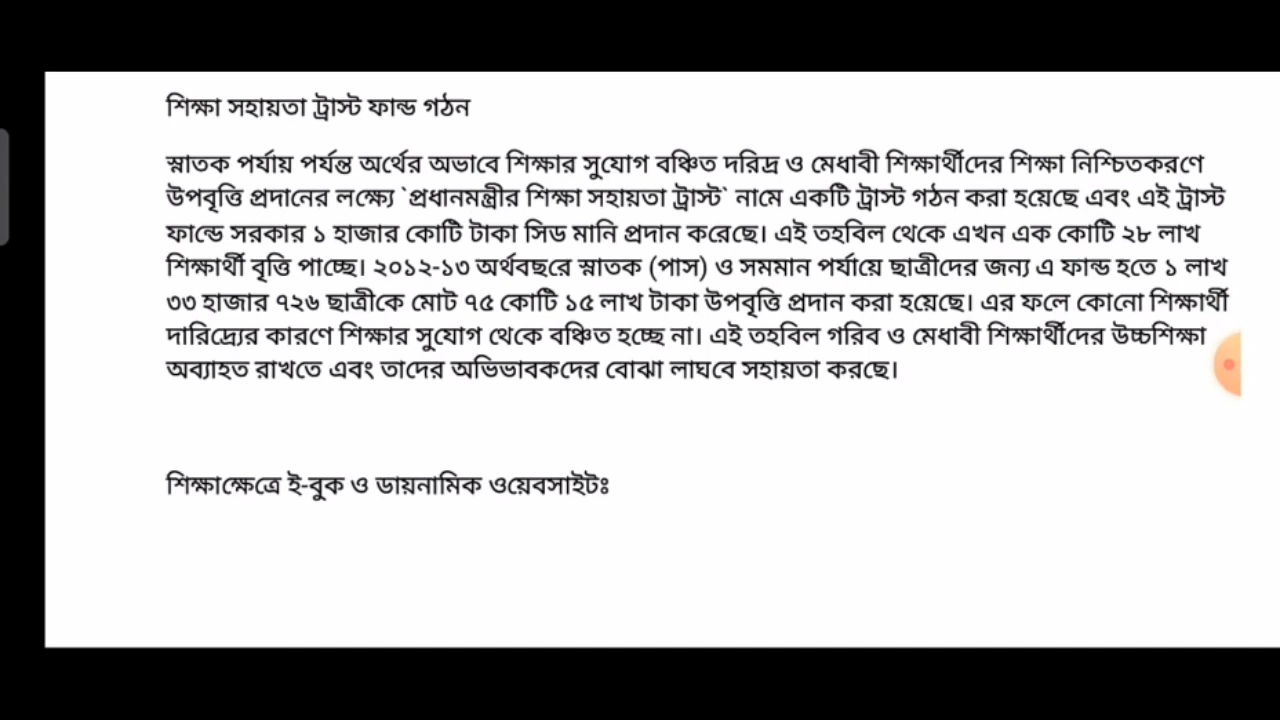 শিক্ষা সহায়তা ট্রাস্ট ফান্ড গঠন
স্নাতক পর্যায় পর্যন্ত অর্থের অভাবে শিক্ষার সুযোগ বঞ্চিত দরিদ্র ও মেধাবী শিক্ষার্থীদের শিক্ষা নিশ্চিতকরণে
উপবৃত্তি প্রদানের লক্ষ্যে `প্রধানমন্ত্রীর শিক্ষা সহায়তা ট্রাস্ট` নামে একটি ট্রাস্ট গঠন করা হয়েছে এবং এই ট্রাস্ট
ফান্ডে সরকার ১ হাজার কোটি টাকা সিড মানি প্রদান করেছে। এই তহবিল থেকে এখন এক কোটি ২৮ লাখ
শিক্ষার্থী বৃত্তি পাচ্ছে। ২০১২-১৩ অর্থবছরে স্নাতক (পাস) ও সমমান পর্যায়ে ছাত্রীদের জন্য এ ফান্ড হতে ১ লাখ
৩৩ হাজার ৭২৬ ছাত্রীকে মোট ৭৫ কোটি ১৫ লাখ টাকা উপবৃত্তি প্রদান করা হয়েছে। এর ফলে কোনো শিক্ষার্থী
দারিদ্র্যের কারণে শিক্ষার সুযোগ থেকে বঞ্চিত হচ্ছে না। এই তহবিল গরিব ও মেধাবী শিক্ষার্থীদের উচ্চশিক্ষা
অব্যাহত রাখতে এবং তাদের অভিভাবকদের বোঝা লাঘবে সহায়তা করছে।
শিক্ষাক্ষেত্রে ই-বুক ও ডায়নামিক ওয়েবসাইটঃ